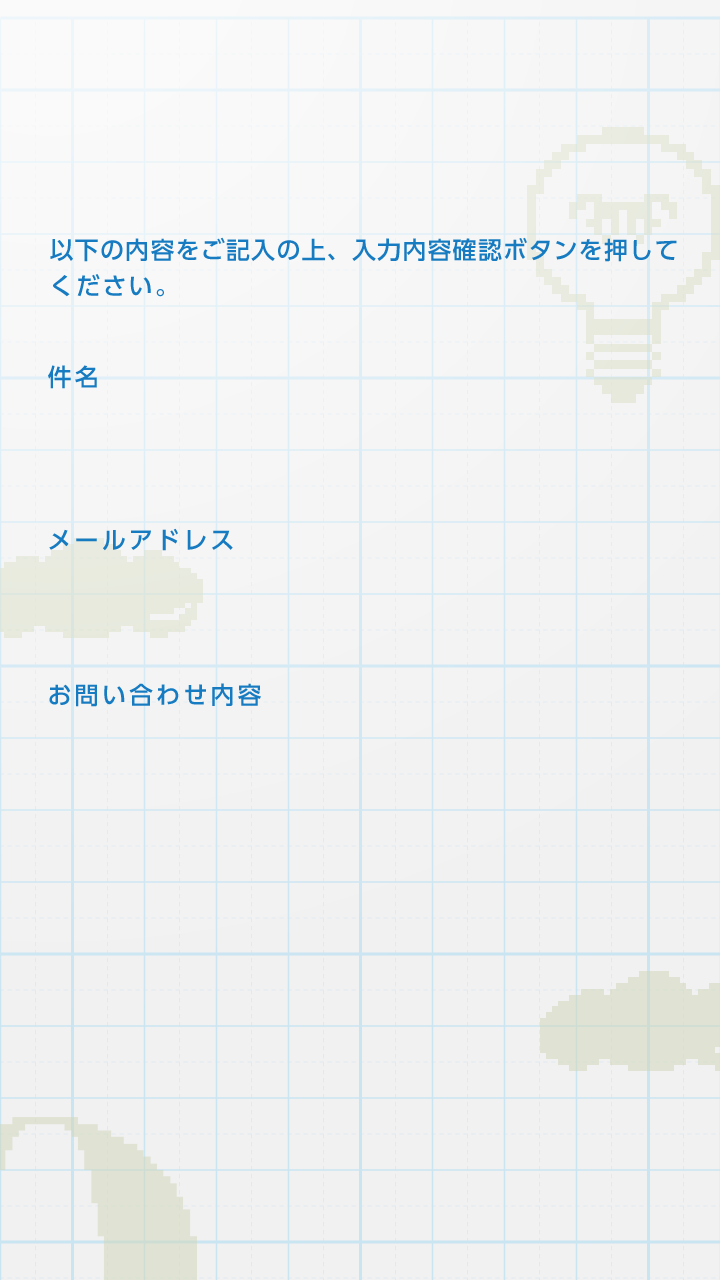 以下の内容をご記入の上、入力内容確認ボタンを押して
ください。
件名
メールアドレス
お問い合わせ内容